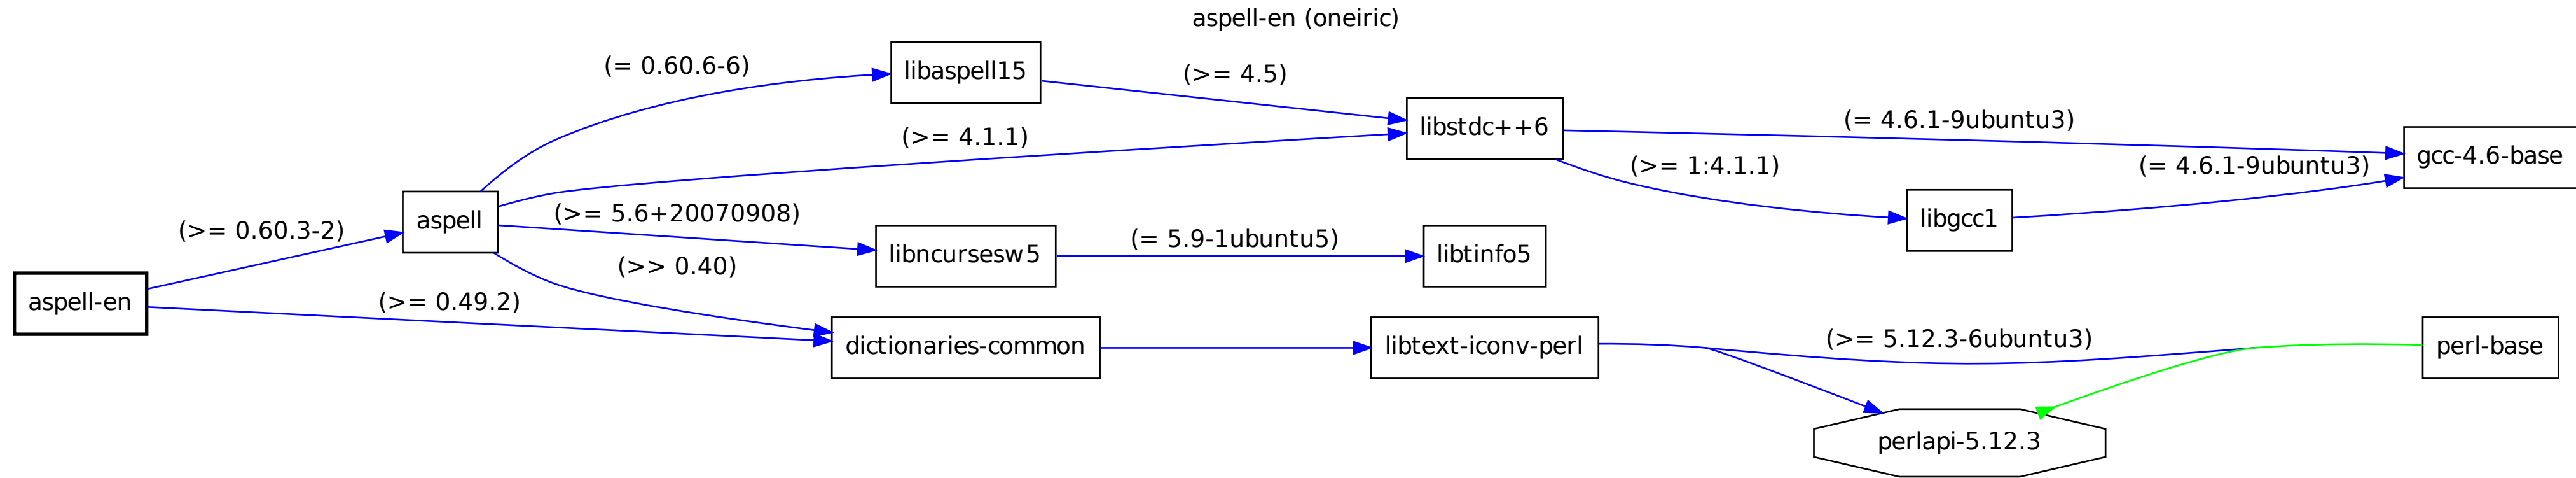 aspell-en (oneiric)
(= 0.60.6-6)
libaspell15
(>= 4.5)
libstdc++6
(= 4.6.1-9ubuntu3)
gcc-4.6-base
(>= 4.1.1)
(>= 1:4.1.1)
(= 4.6.1-9ubuntu3)
aspell
(>= 0.60.3-2)
(>= 5.6+20070908)
libgcc1
libncursesw5
(= 5.9-1ubuntu5)
libtinfo5
(>> 0.40)
aspell-en
(>= 0.49.2)
dictionaries-common
libtext-iconv-perl
(>= 5.12.3-6ubuntu3)
perl-base
perlapi-5.12.3